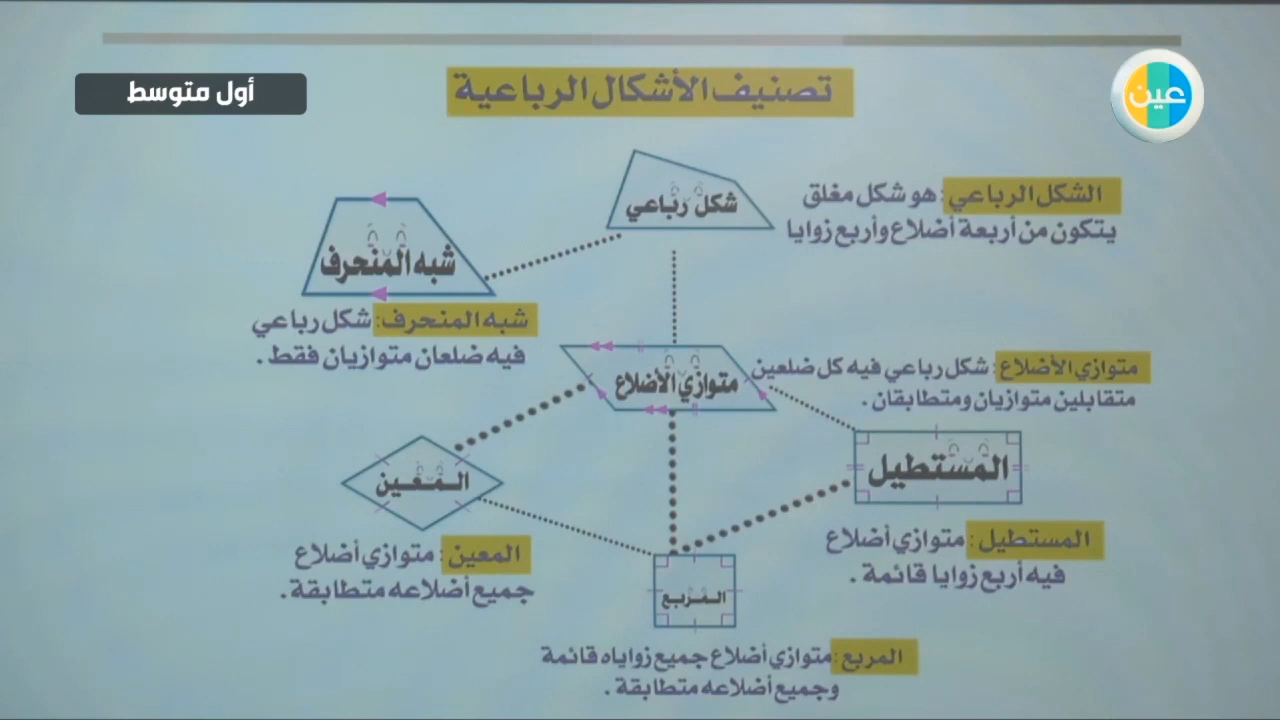 أول متوسط
عين
تصنيف الأشكال الرباعية
شكل رباعي
الشكل الرباعي: هو شكل مغلق
يتكون من أربعة أضلاع وأربع زوايا
شبه المنحرف
شبه المنحرف: شكل رباعي
فيه ضلعان متوازيان فقط.
متوازي الأضلاع
متوازي الأضلاع: شكل رباعي فيه كل ضلعين
متقابلين متوازيان ومتطابقان.
المستطيل
المستطيل: متوازي أضلاع
فيه أربع زوايا قائمة.
المعين
المعين: متوازي أضلاع
جميع أضلاعه متطابقة.
المربع
المربع: متوازي أضلاع جميع زواياه قائمة
وجميع أضلاعه متطابقة.